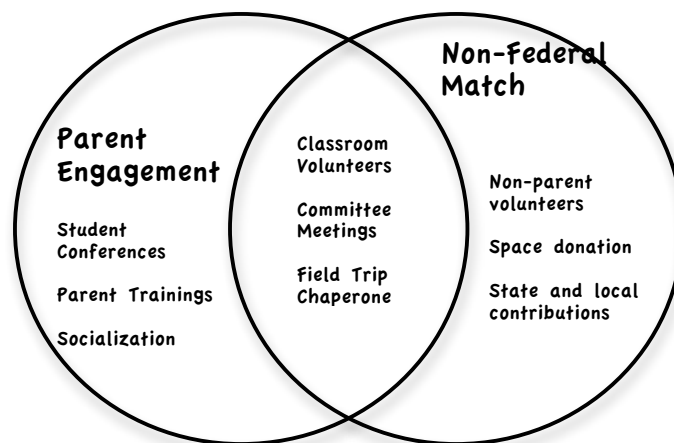 Parent
Engagement
Student
Conferences
Parent Trainings
Socialization
Classroom
Volunteers
Committee
Meetings
Field Trip
Chaperone
Non-Federal
Match
Non-parent
volunteers
Space donation
State and local
contributions